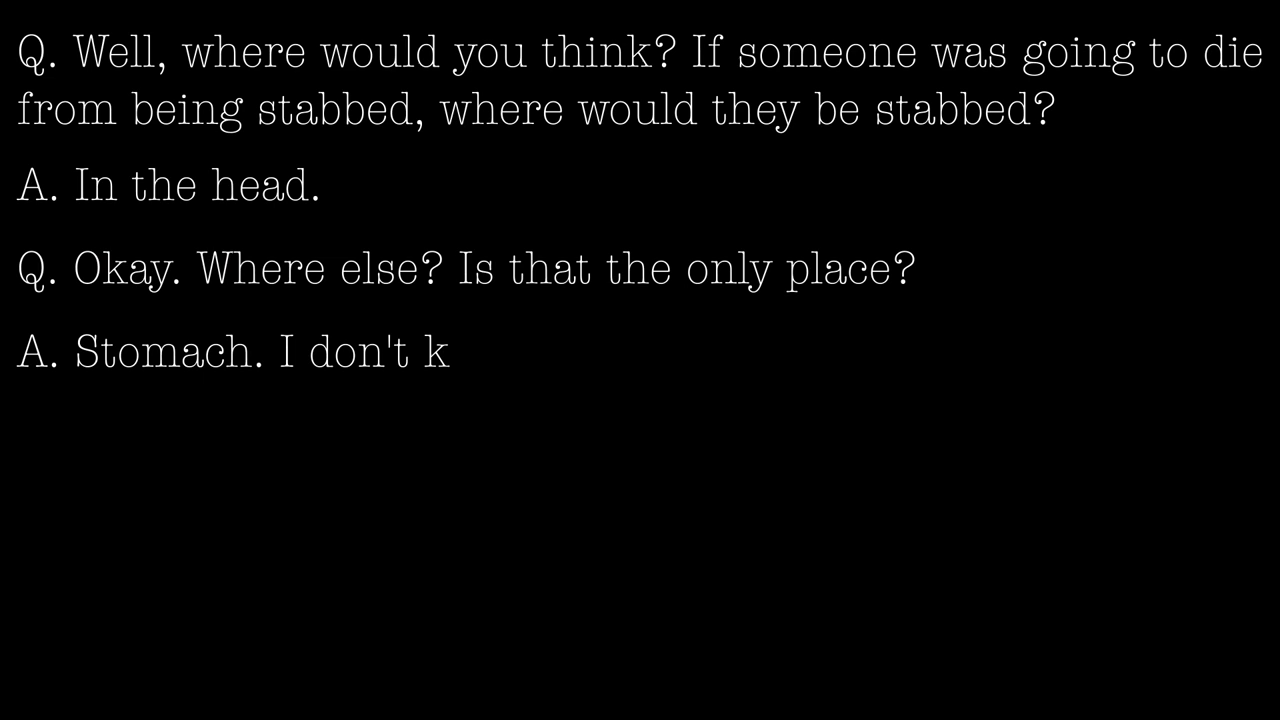 Q. Well, where would you think? If someone was going to die
from being stabbed, where would they be stabbed?
A. In the head.
Q. Okay. Where else? Is that the only place?
A. Stomach. I don't k